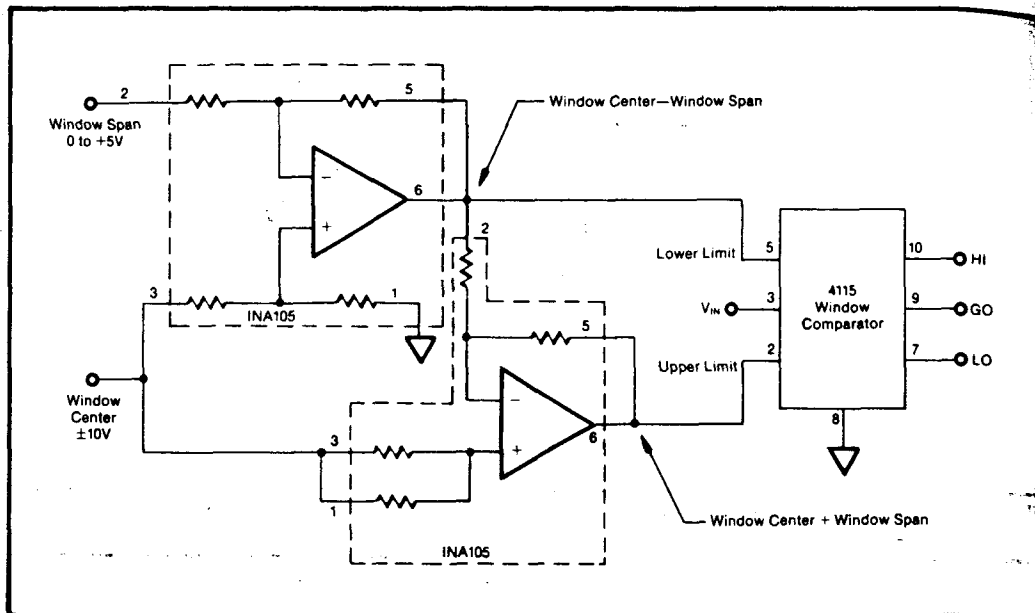 2
5
Window Center—Window Span
Window Span
0 to +5V
−
6
+
2
Lower Limit
5
10
HI
3
1
4115
Window
Comparator
VIN
3
9
GO
INA105
5
Upper Limit
2
7
LO
Window
Center
±10V
−
3
6
+
8
1
Window Center + Window Span
INA105